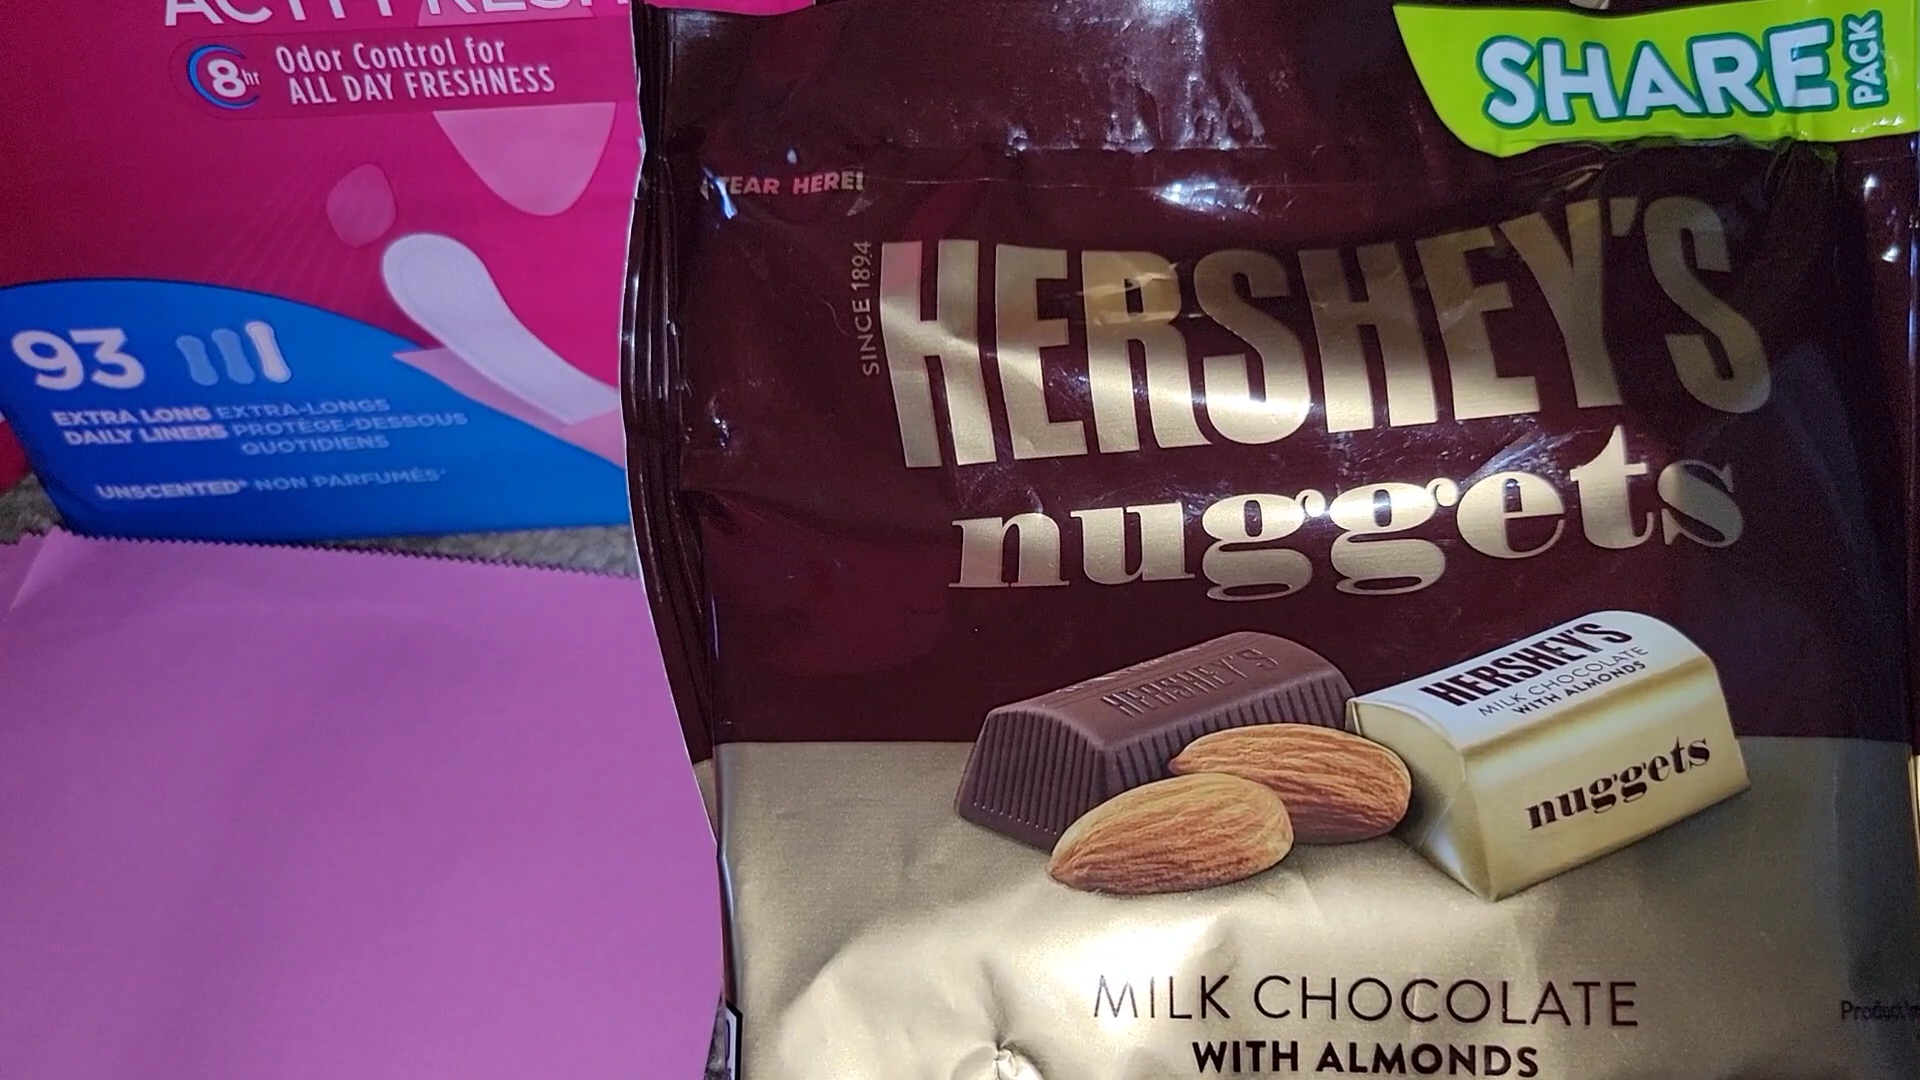 8hr
Odor Control for
ALL DAY FRESHNESS
93
EXTRA LONG EXTRA-LONGS
DAILY LINERS PROTÈGE-DESSOUS
QUOTIDIENS
UNSCENTED* NON PARFUMÉS*
SHARE
PACK
TEAR HERE!
SINCE 1894
HERSHEY'S
nuggets
HERSHEY'S
HERSHEY'S
MILK CHOCOLATE
WITH ALMONDS
nuggets
MILK CHOCOLATE
WITH ALMONDS